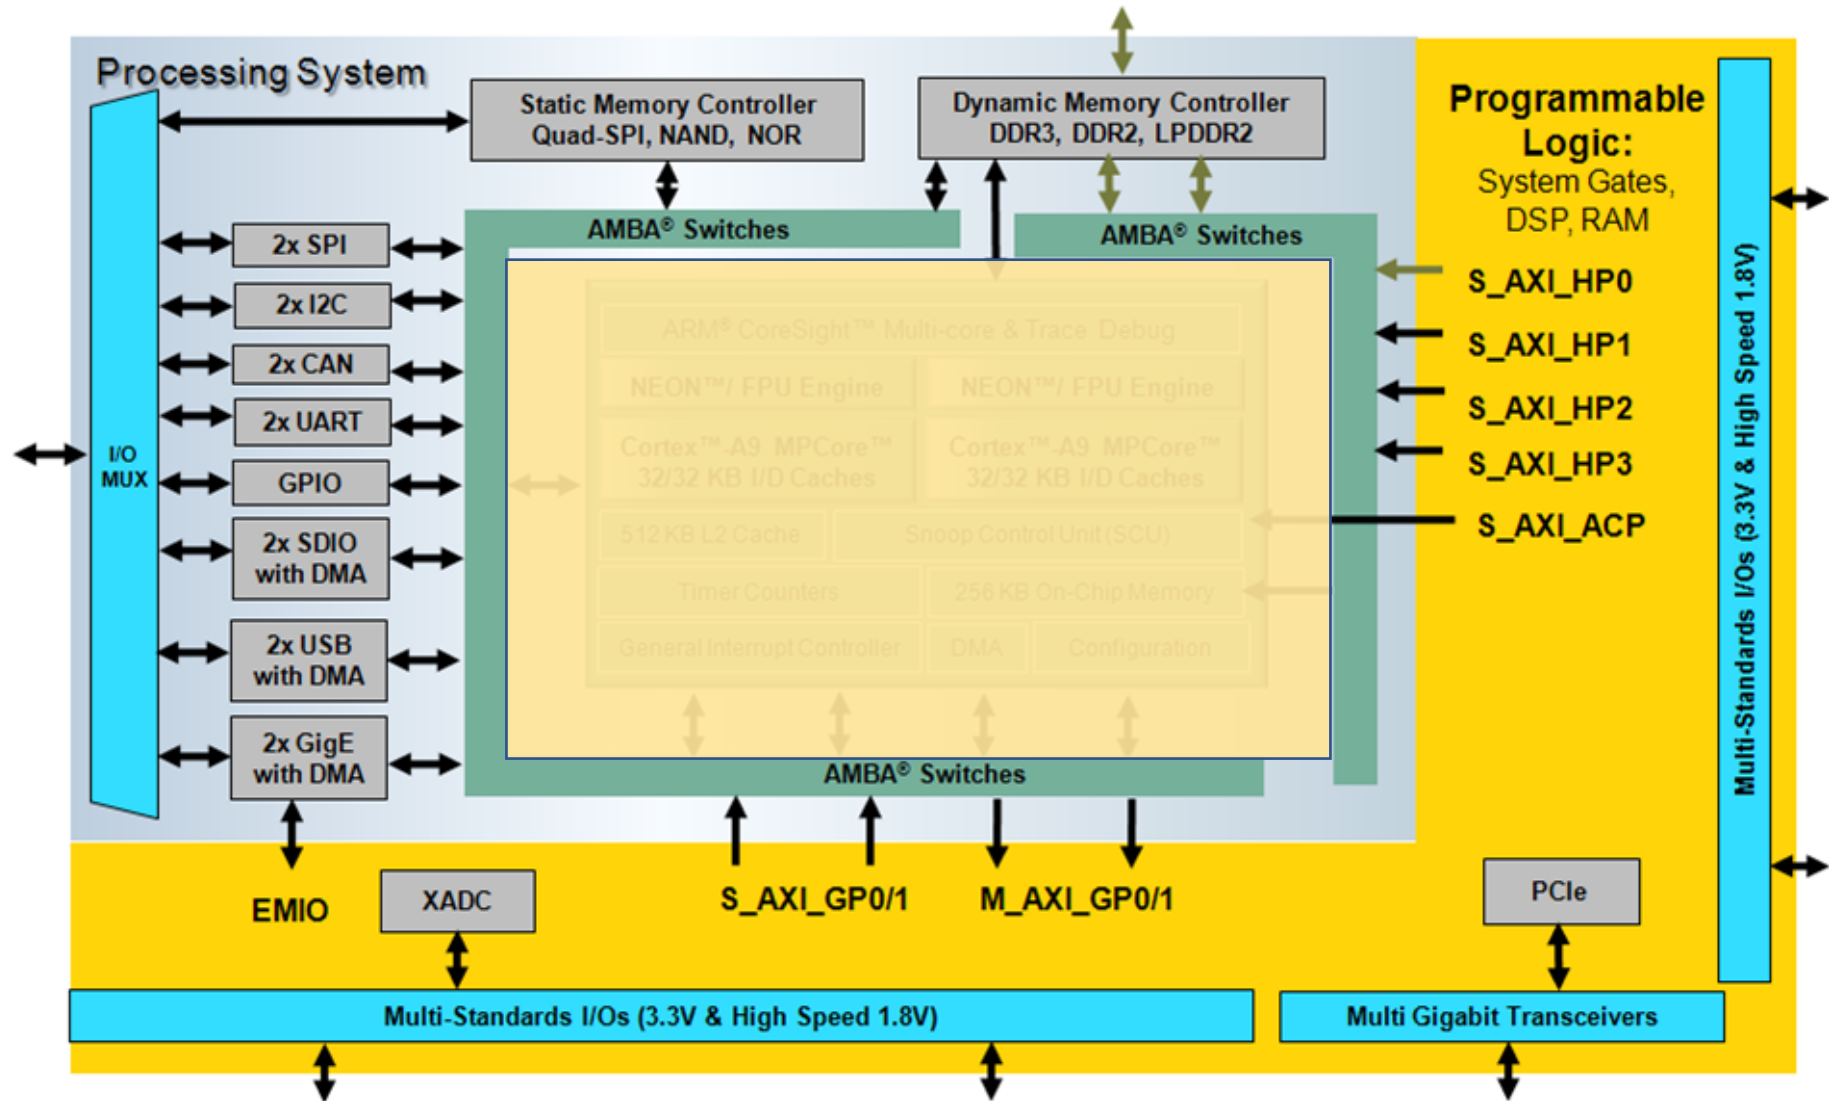 Processing System
Static Memory Controller
Quad-SPI, NAND, NOR
Dynamic Memory Controller
DDR3, DDR2, LPDDR2
Programmable
Logic:
System Gates,
DSP, RAM
I/O
MUX
2x SPI
2x I2C
2x CAN
2x UART
GPIO
2x SDIO
with DMA
2x USB
with DMA
2x GigE
with DMA
AMBA® Switches
AMBA® Switches
ARM® CoreSight™ Multi-core & Trace Debug
NEON™/ FPU Engine
NEON™/ FPU Engine
Cortex™-A9 MPCore™
32/32 KB I/D Caches
Cortex™-A9 MPCore™
32/32 KB I/D Caches
512 KB L2 Cache
Snoop Control Unit (SCU)
Timer Counters
256 KB On-Chip Memory
General Interrupt Controller
DMA
Configuration
AMBA® Switches
S_AXI_HP0
S_AXI_HP1
S_AXI_HP2
S_AXI_HP3
S_AXI_ACP
Multi-Standards I/Os (3.3V & High Speed 1.8V)
EMIO
XADC
S_AXI_GP0/1
M_AXI_GP0/1
PCIe
Multi-Standards I/Os (3.3V & High Speed 1.8V)
Multi Gigabit Transceivers